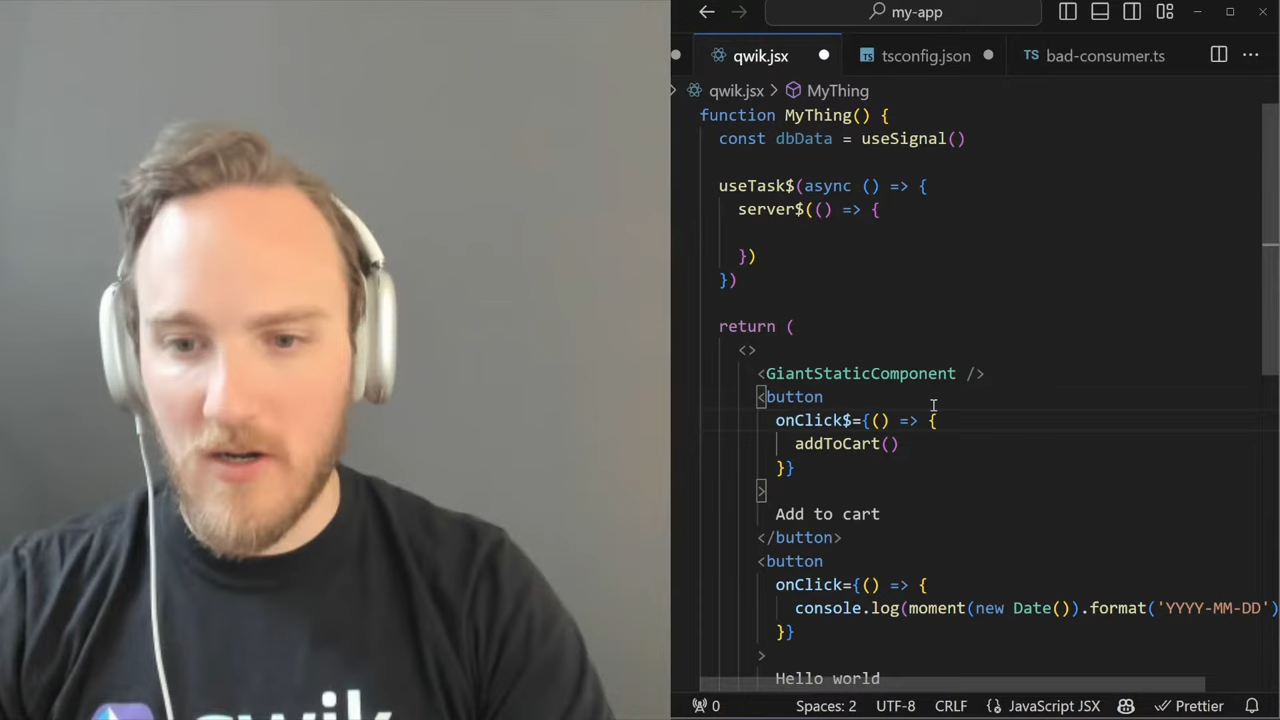 my-app
qwik.jsx
tsconfig.json
TS bad-consumer.ts
qwik.jsx > MyThing
function MyThing() {
const dbData = useSignal()
useTask$(async () => {
server$(() => {
})
})
return (
<>
<GiantStaticComponent />
<button
onClick$={() => {
addToCart()
}}
>
Add to cart
</button>
<button
onClick={() => {
console.log(moment(new Date()).format('YYYY-MM-DD')
}}
>
Hello world
0
Spaces: 2
UTF-8
CRLF
{} JavaScript JSX
Prettier
qwik